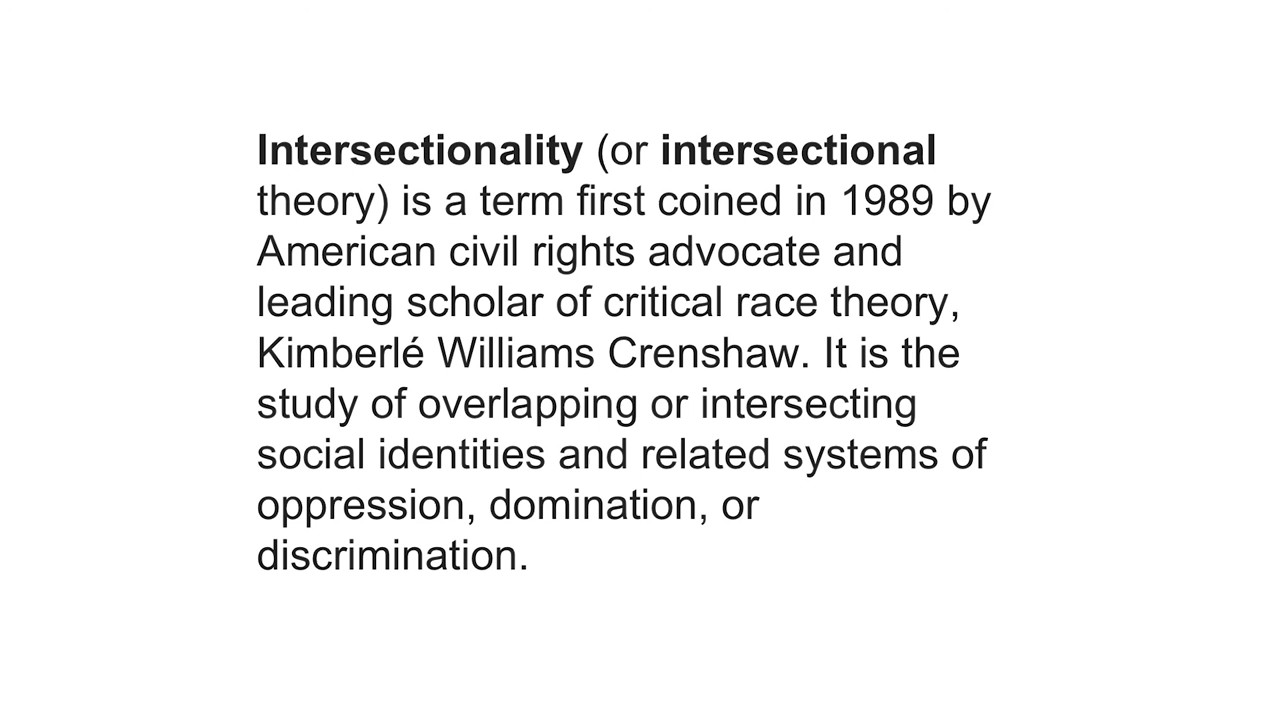 Intersectionality (or intersectional
theory) is a term first coined in 1989 by
American civil rights advocate and
leading scholar of critical race theory,
Kimberlé Williams Crenshaw. It is the
study of overlapping or intersecting
social identities and related systems of
oppression, domination, or
discrimination.